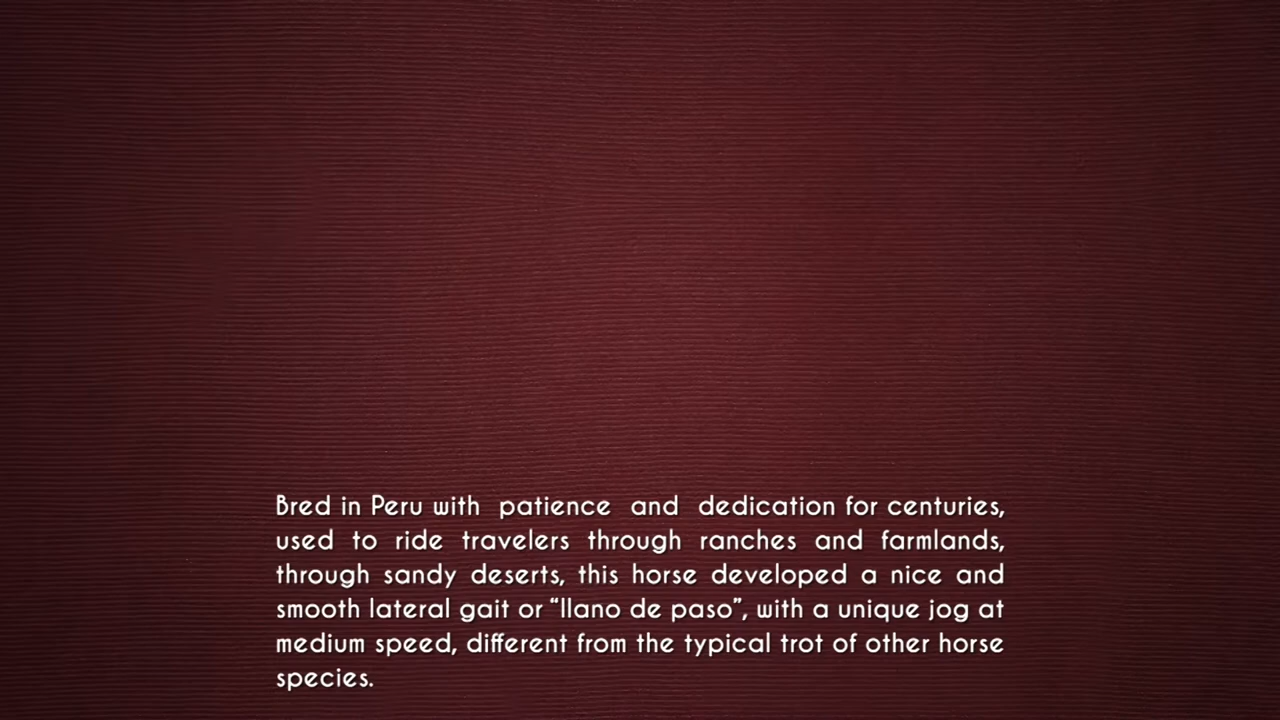 Bred in Peru with patience and dedication for centuries,
used to ride travelers through ranches and farmlands,
through sandy deserts, this horse developed a nice and
smooth lateral gait or “llano de paso”, with a unique jog at
medium speed, different from the typical trot of other horse
species.